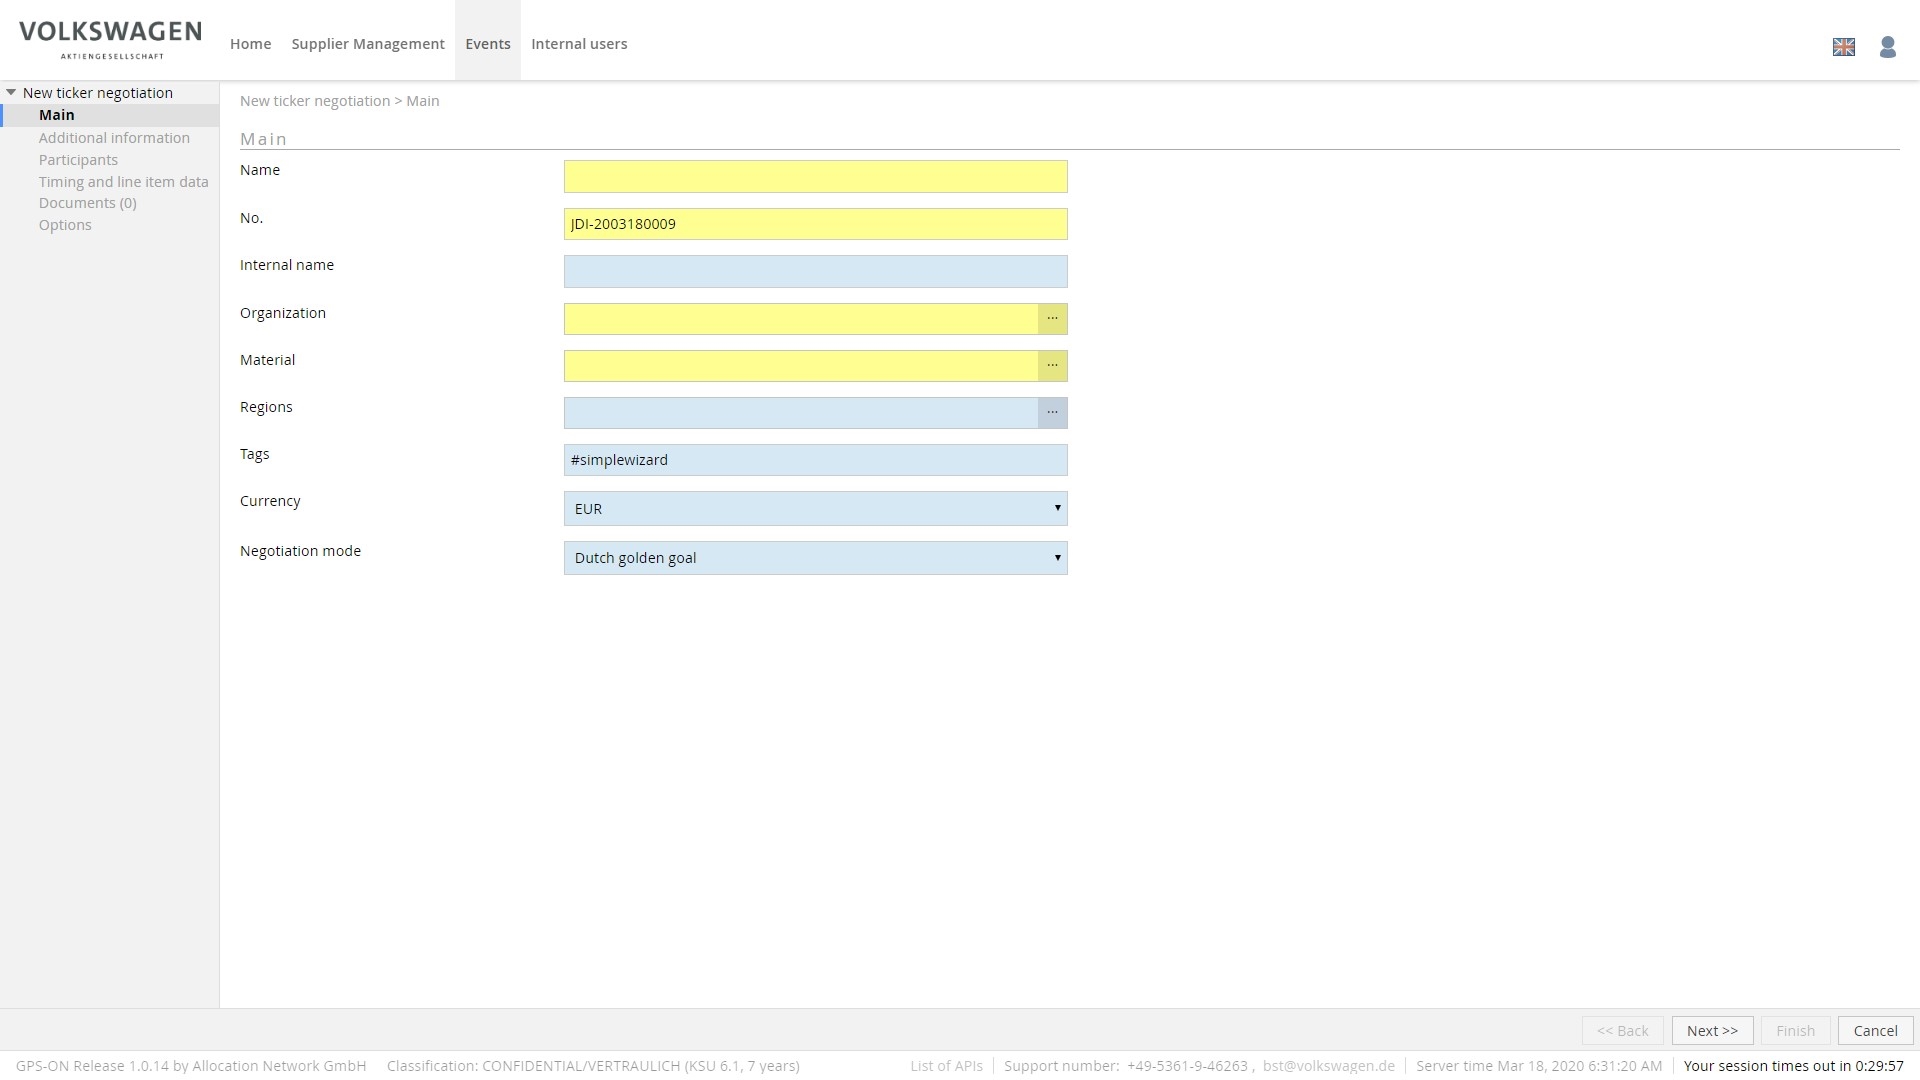 VOLKSWAGEN
AKTIENGESELLSCHAFT
Home Supplier Management Events Internal users
New ticker negotiation
Main
Additional information
Participants
Timing and line item data
Documents (0)
Options
New ticker negotiation > Main
Main
Name
No. JDI-2003180009
Internal name
Organization ...
Material ...
Regions ...
Tags #simplewizard
Currency EUR
Negotiation mode Dutch golden goal
<< Back Next >> Finish Cancel
GPS-ON Release 1.0.14 by Allocation Network GmbH Classification: CONFIDENTIAL/VERTRAULICH (KSU 6.1, 7 years) List of APIs Support number: +49-5361-9-46263 , bst@volkswagen.de Server time Mar 18, 2020 6:31:20 AM Your session times out in 0:29:57